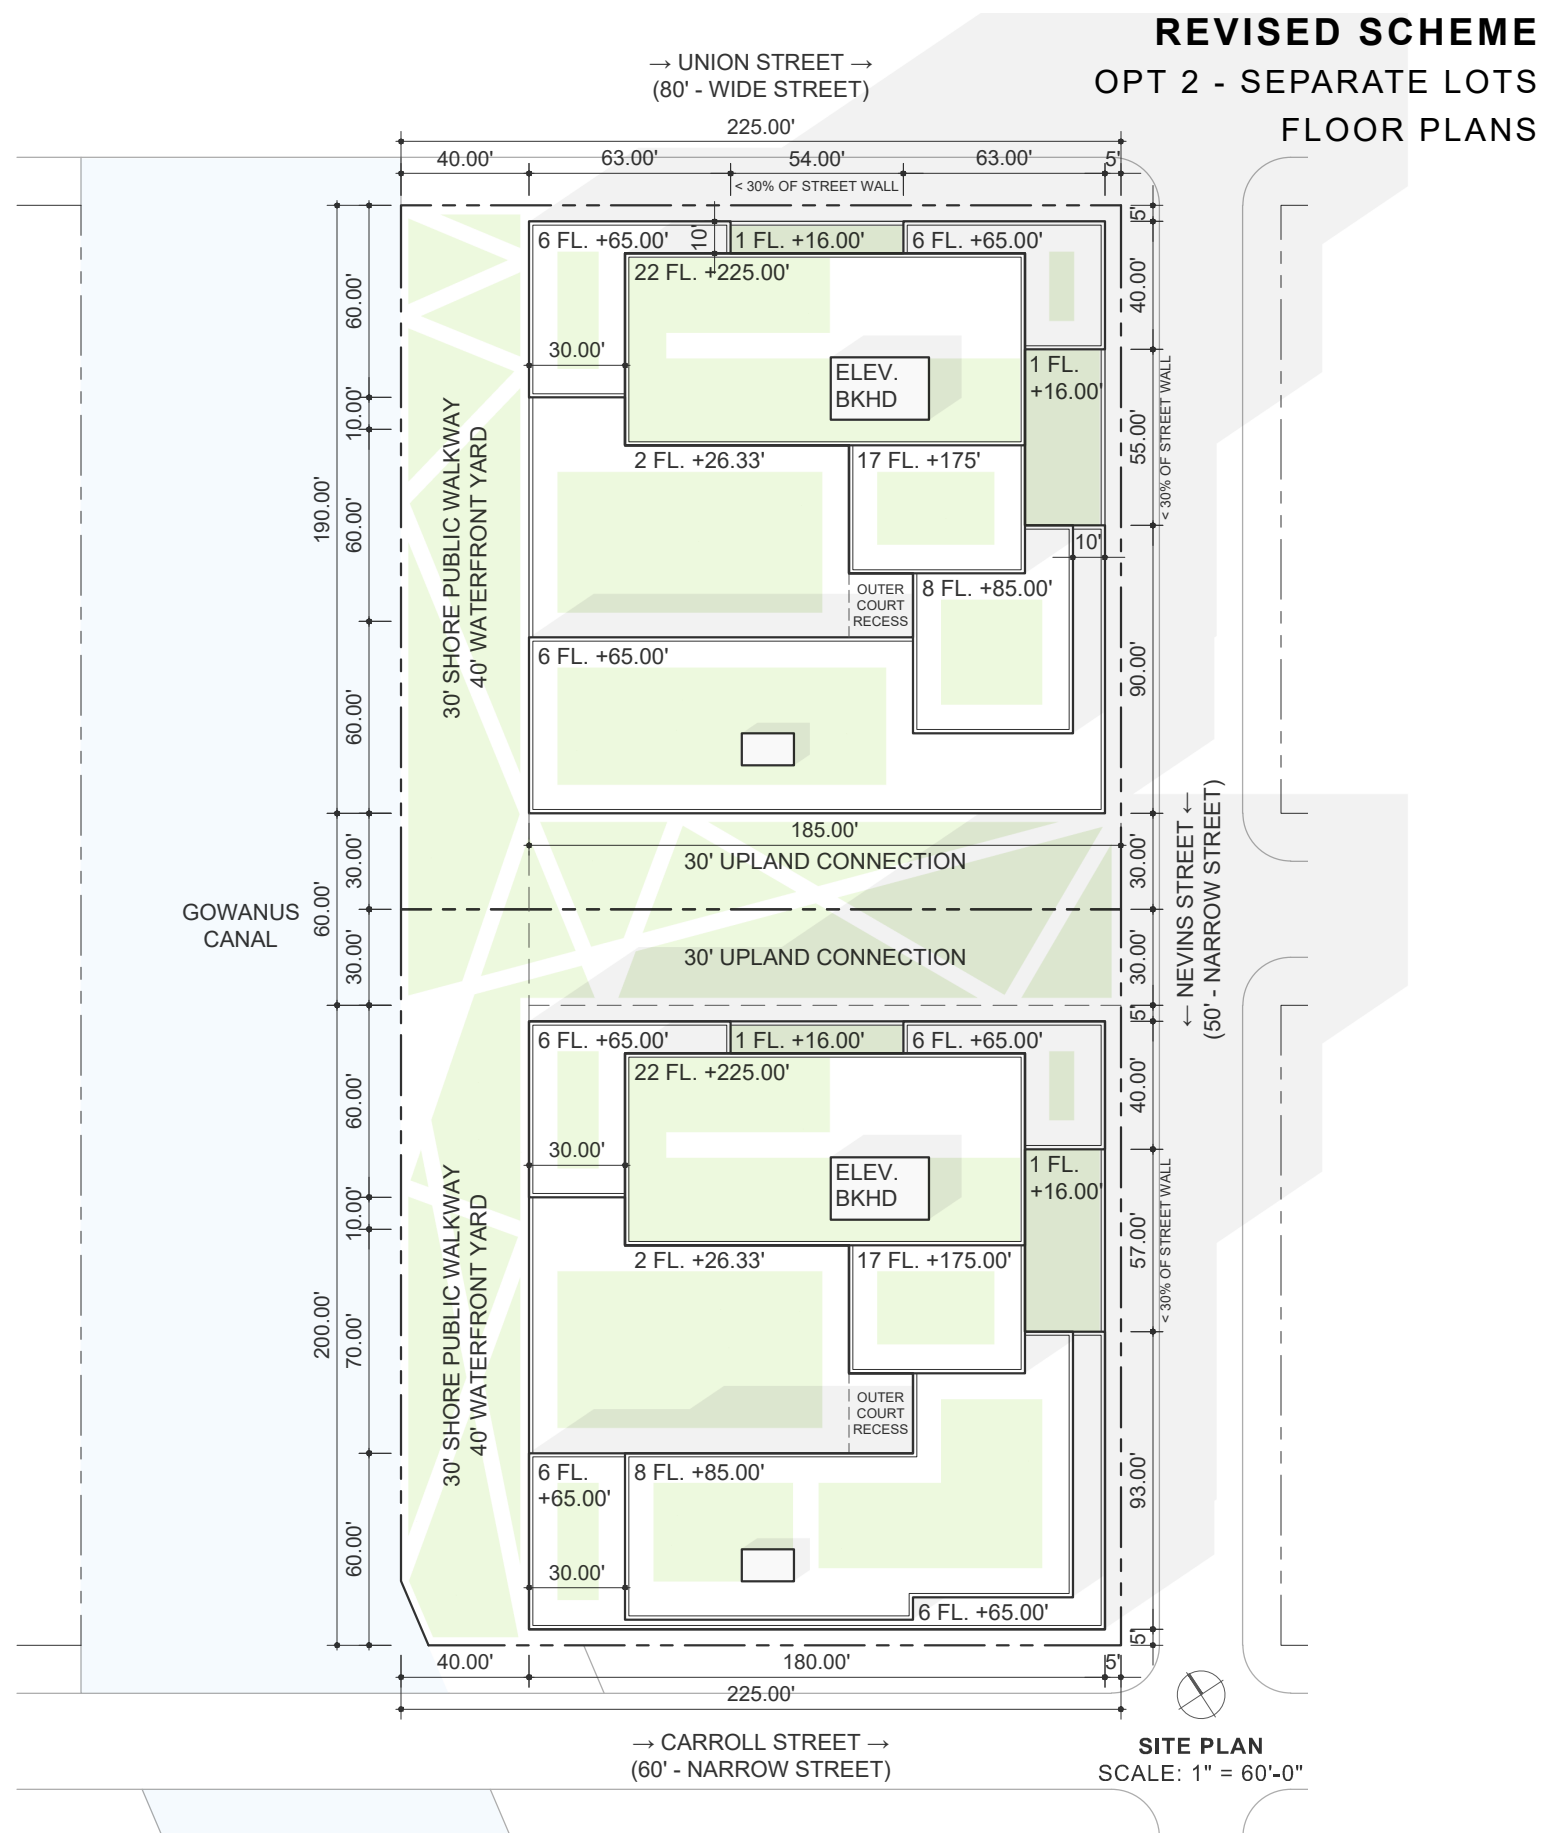 REVISED SCHEME
OPT 2 - SEPARATE LOTS
FLOOR PLANS
→ UNION STREET →
(80' - WIDE STREET)
225.00'
40.00'
63.00'
54.00'
63.00'
5'
< 30% OF STREET WALL
6 FL. +65.00'
10'
1 FL. +16.00'
6 FL. +65.00'
5'
22 FL. +225.00'
40.00'
60.00'
30.00'
ELEV.
BKHD
1 FL.
+16.00'
< 30% OF STREET WALL
10.00'
55.00'
30' SHORE PUBLIC WALKWAY
40' WATERFRONT YARD
2 FL. +26.33'
17 FL. +175'
190.00'
60.00'
10'
OUTER
COURT
RECESS
8 FL. +85.00'
6 FL. +65.00'
90.00'
60.00'
185.00'
30' UPLAND CONNECTION
30.00'
30.00'
60.00'
GOWANUS
CANAL
← NEVINS STREET ←
(50' - NARROW STREET)
30' UPLAND CONNECTION
30.00'
30.00'
5'
6 FL. +65.00'
1 FL. +16.00'
6 FL. +65.00'
22 FL. +225.00'
40.00'
60.00'
30.00'
ELEV.
BKHD
1 FL.
+16.00'
< 30% OF STREET WALL
10.00'
57.00'
30' SHORE PUBLIC WALKWAY
40' WATERFRONT YARD
2 FL. +26.33'
17 FL. +175.00'
200.00'
70.00'
OUTER
COURT
RECESS
6 FL.
+65.00'
8 FL. +85.00'
93.00'
60.00'
30.00'
6 FL. +65.00'
5'
40.00'
180.00'
5'
225.00'
→ CARROLL STREET →
(60' - NARROW STREET)
SITE PLAN
SCALE: 1" = 60'-0"